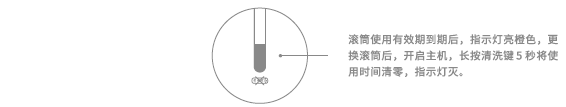 滚筒使用有效期到期后，指示灯亮橙色，更
换滚筒后，开启主机，长按清洗键 5 秒将使
用时间清零，指示灯灭。